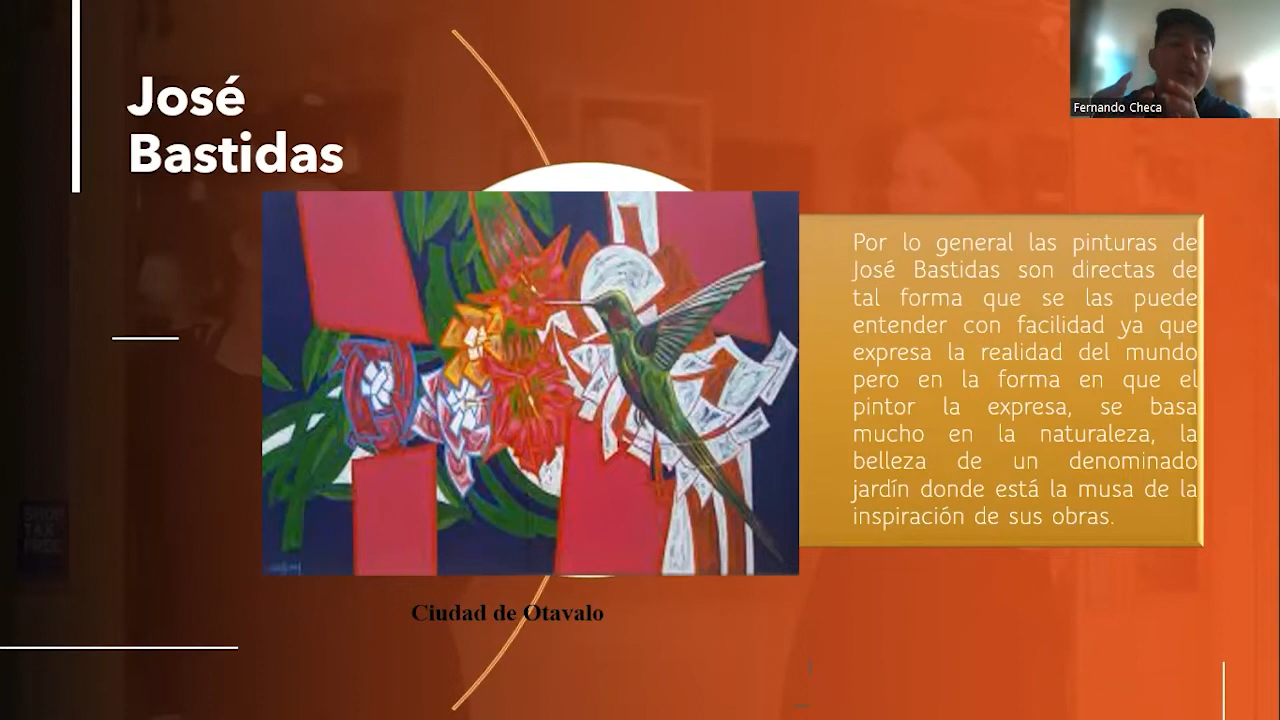 José
Bastidas
Fernando Checa
Por lo general las pinturas de
José Bastidas son directas de
tal forma que se las puede
entender con facilidad ya que
expresa la realidad del mundo
pero en la forma en que el
pintor la expresa, se basa
mucho en la naturaleza, la
belleza de un denominado
jardín donde está la musa de la
inspiración de sus obras.
Ciudad de Otavalo